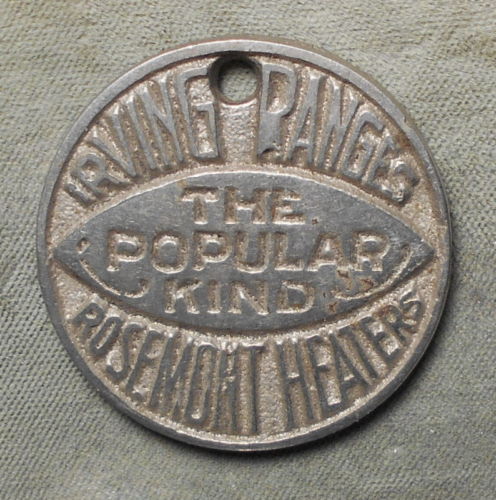 IRVING RANGES
THE
POPULAR
KIND
ROSEMONT HEATERS